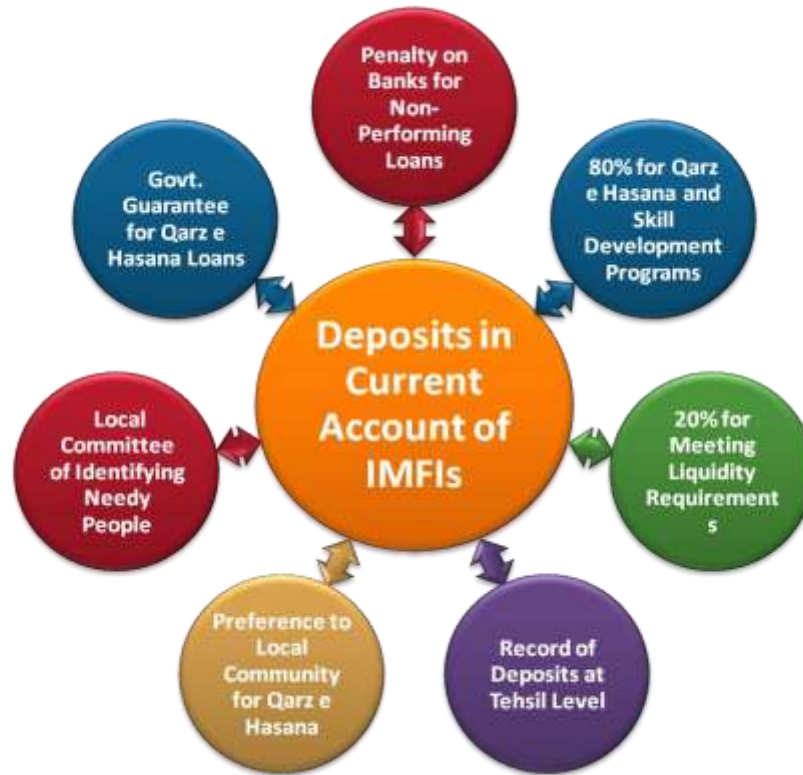 Penalty on
Banks for
Non-
Performing
Loans
Govt.
Guarantee
for Qarz e
Hasana Loans
80% for Qarz
e Hasana and
Skill
Development
Programs
Deposits in
Current
Account of
IMFIs
Local
Committee
of Identifying
Needy
People
20% for
Meeting
Liquidity
Requirement
s
Preference to
Local
Community
for Qarz e
Hasana
Record of
Deposits at
Tehsil Level